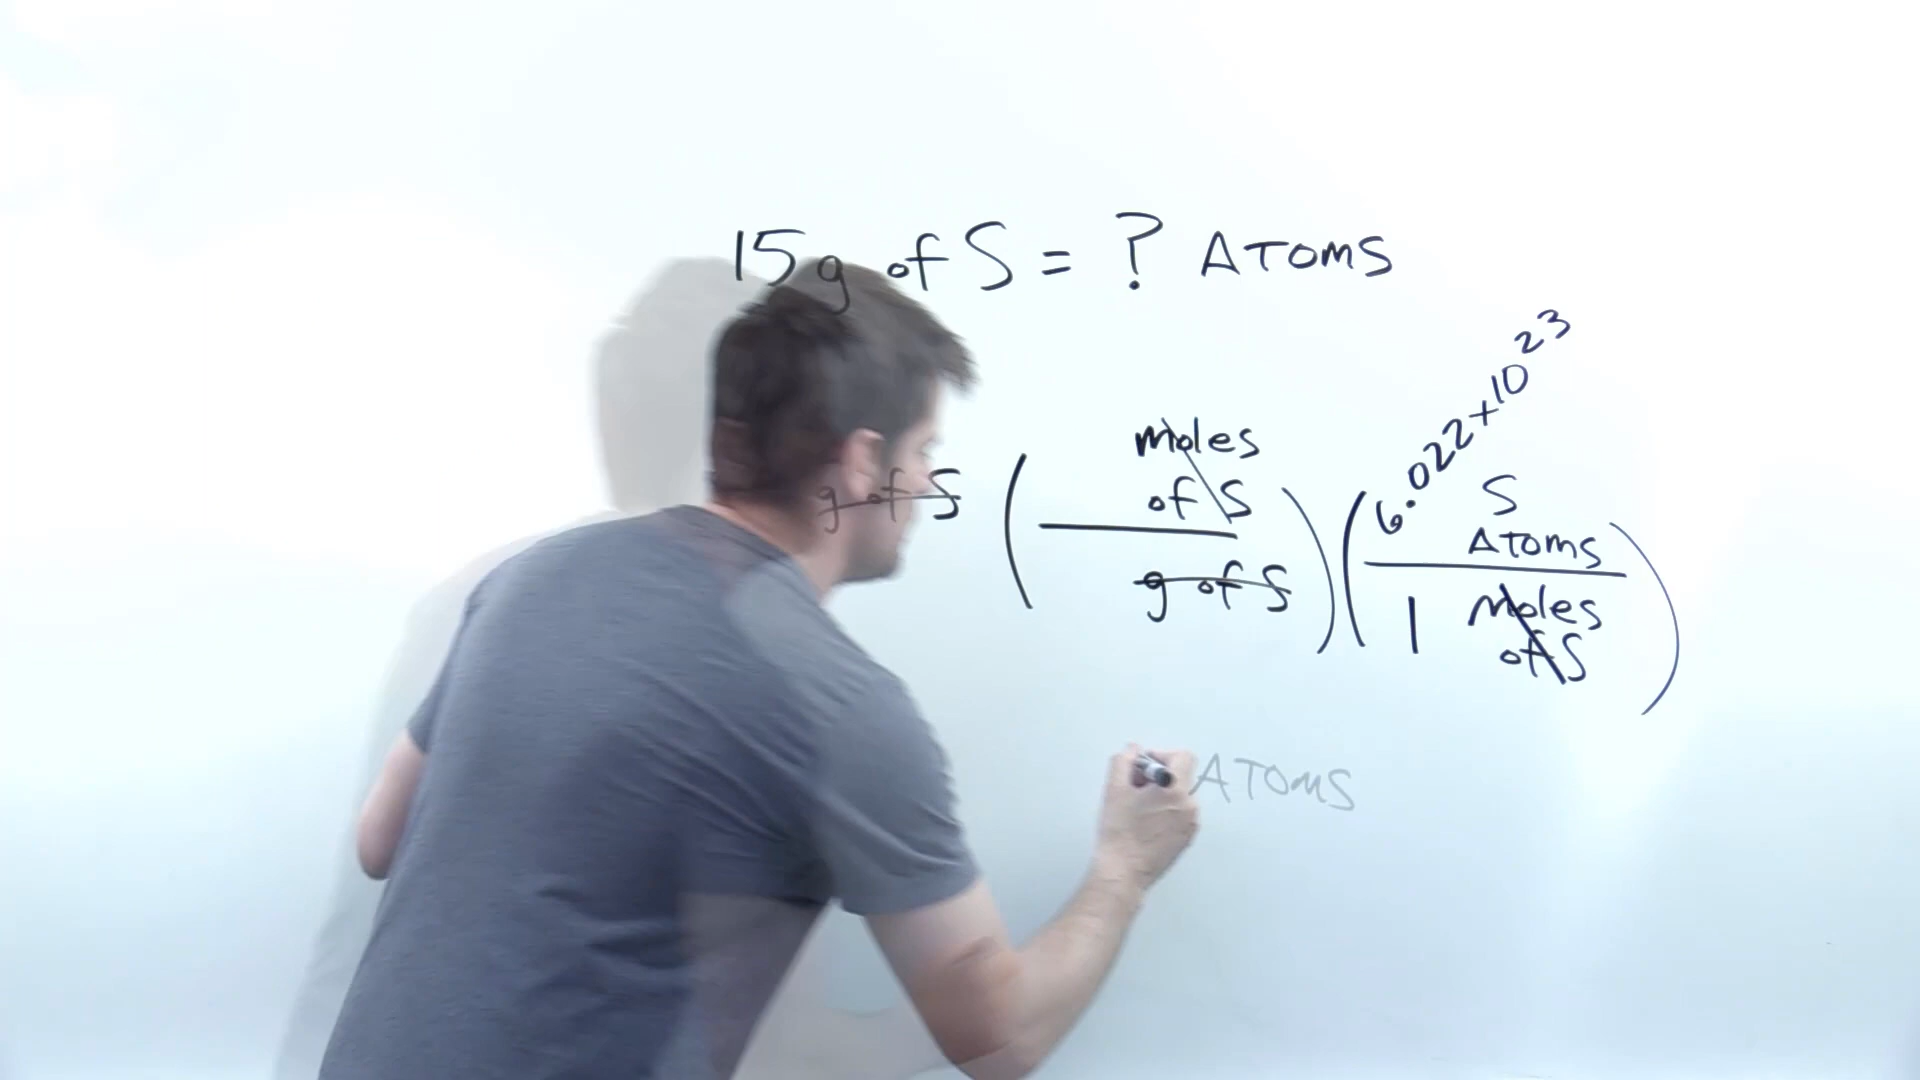 15g of S = ? ATOMS
g of S ( moles of S / g of S ) ( 6.022 x 10^23 S ATOMS / 1 moles of S )
ATOMS